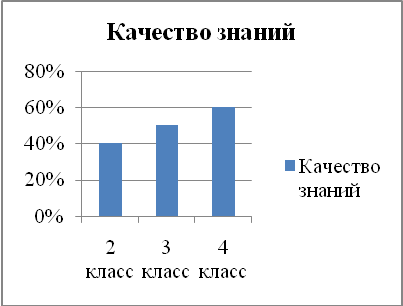 Качество знаний
80%
60%
40%
20%
0%
2 класс
3 класс
4 класс
Качество
знаний